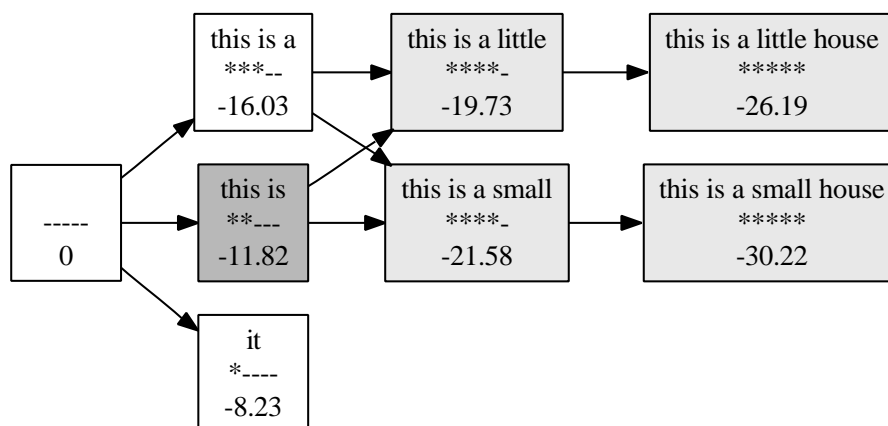 this is a
***--
-16.03
this is a little
****-
-19.73
this is a little house
*****
-26.19
-----
0
this is
**---
-11.82
this is a small
****-
-21.58
this is a small house
*****
-30.22
it
*----
-8.23